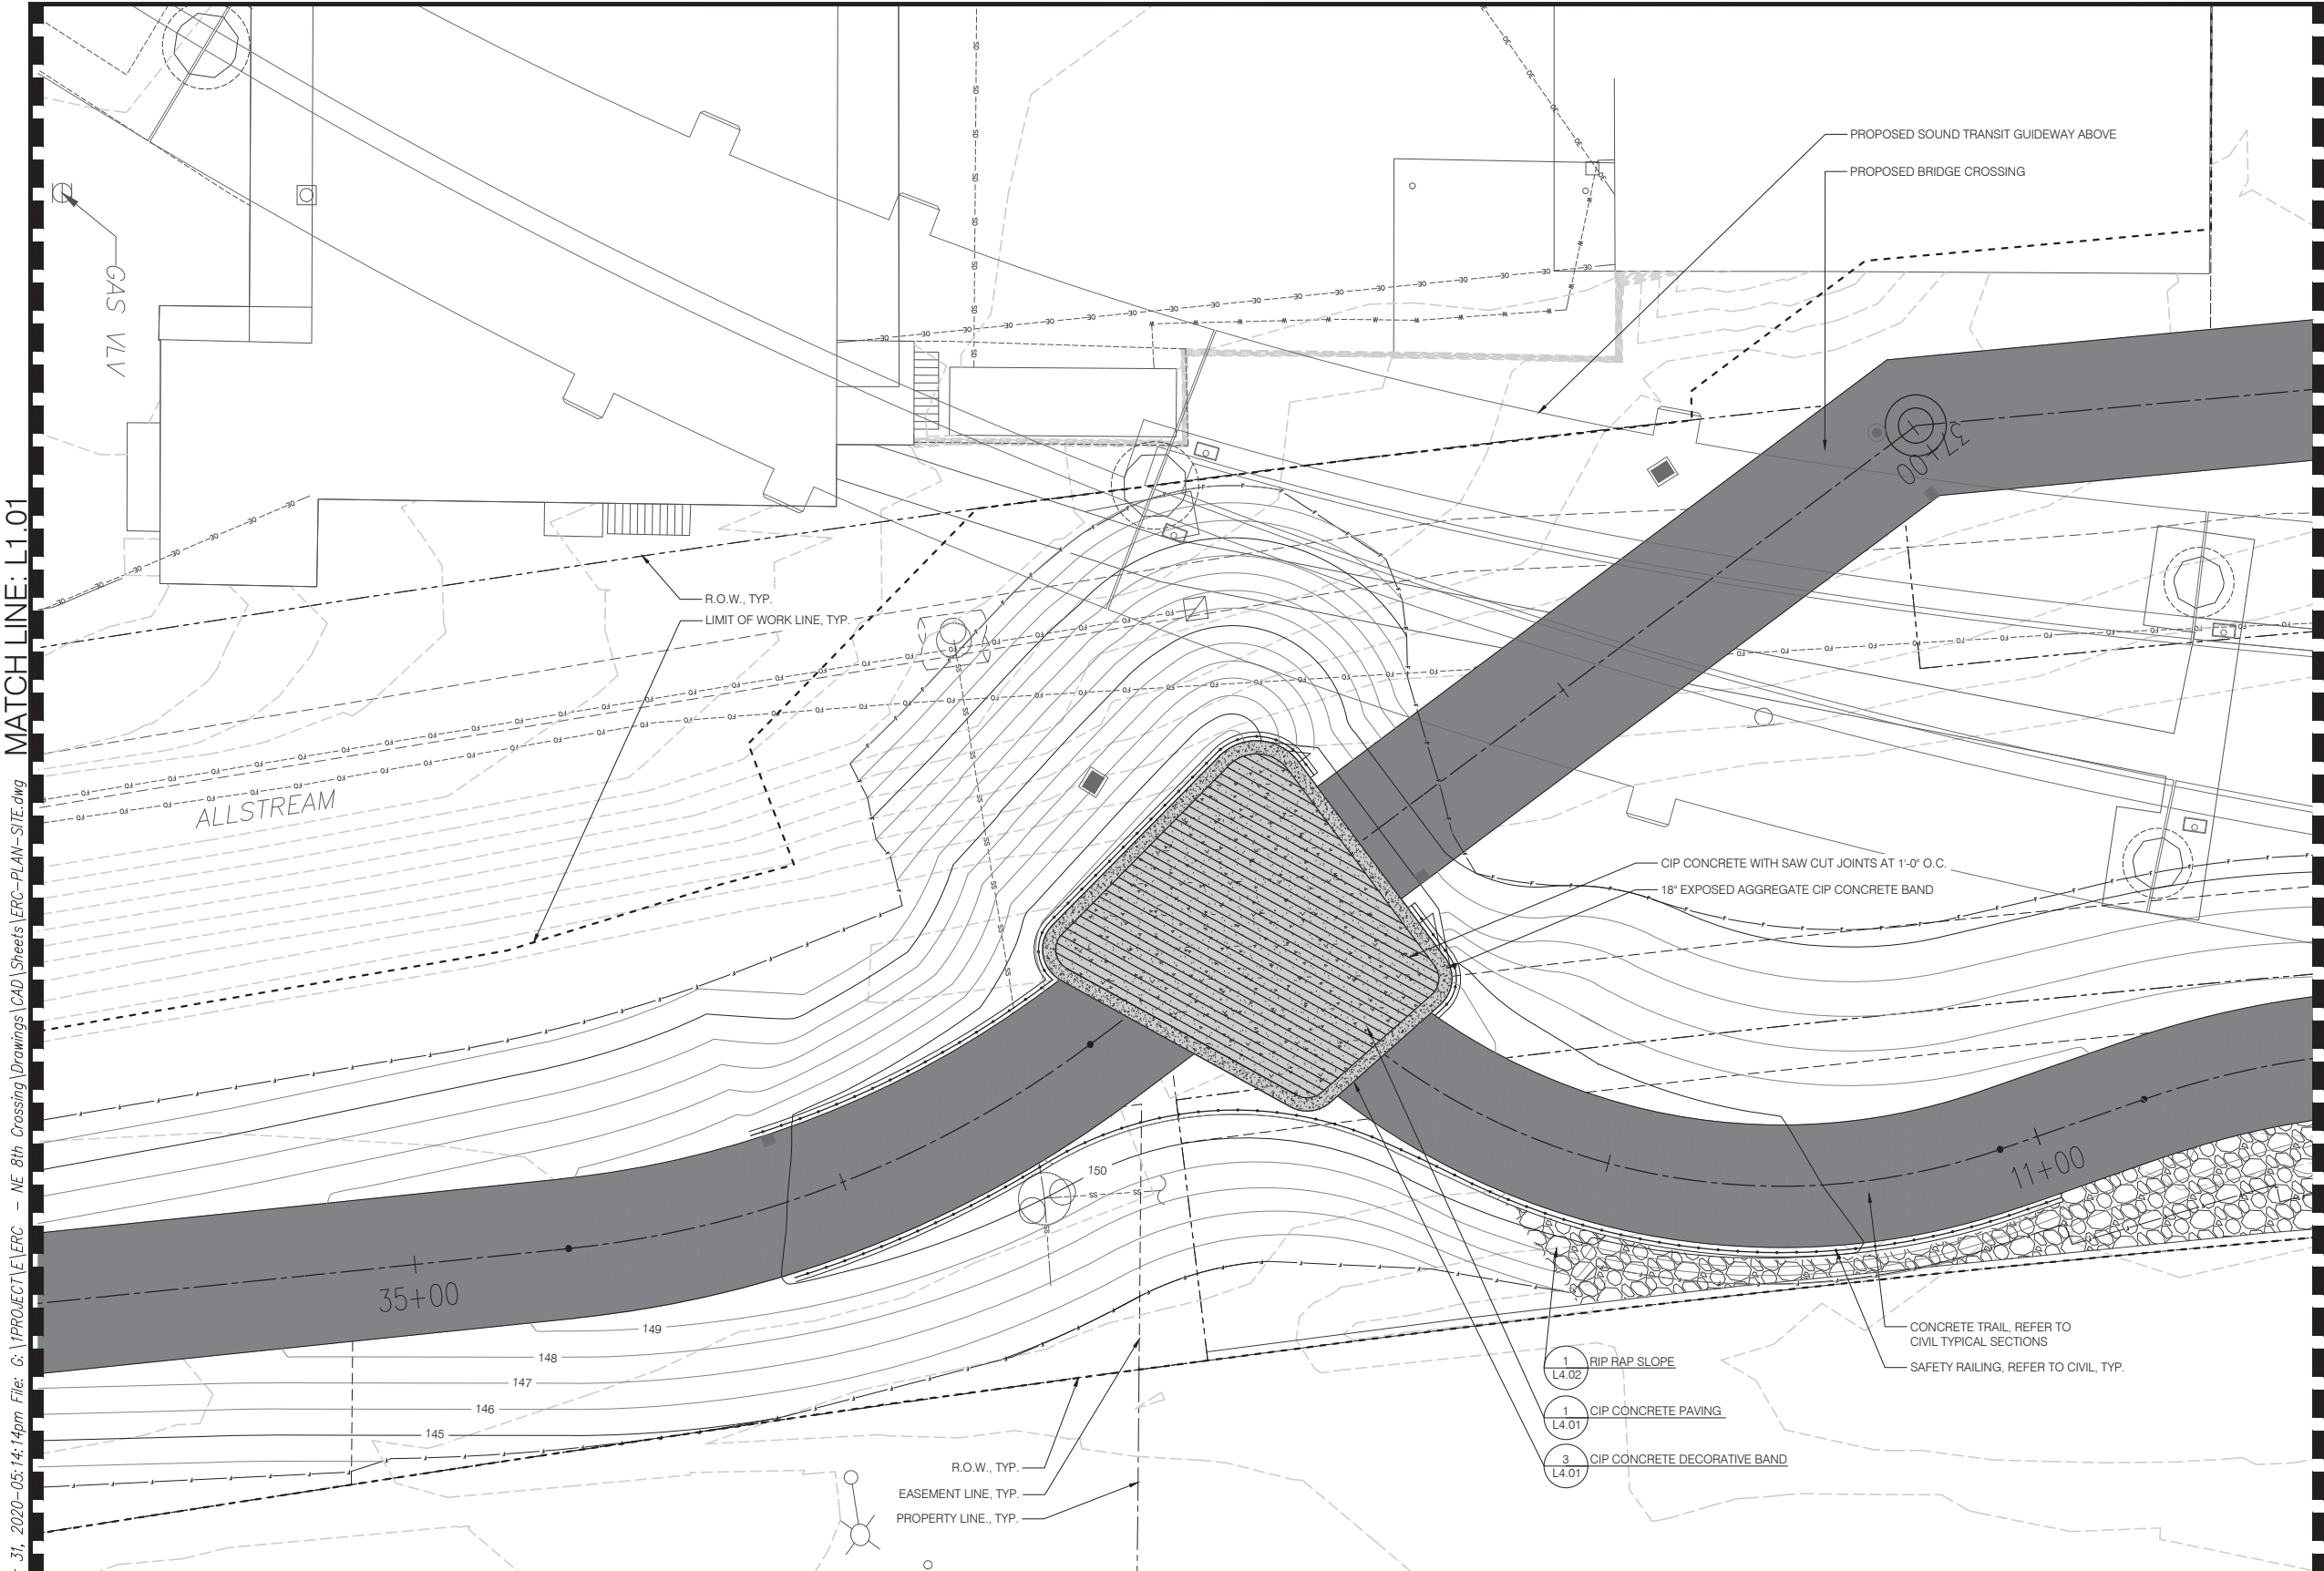 PROPOSED SOUND TRANSIT GUIDEWAY ABOVE
PROPOSED BRIDGE CROSSING
GAS VLV
37+00
MATCH LINE: L1.01
R.O.W., TYP.
LIMIT OF WORK LINE, TYP.
ALLSTREAM
CIP CONCRETE WITH SAW CUT JOINTS AT 1'-0" O.C.
18" EXPOSED AGGREGATE CIP CONCRETE BAND
150
11+00
35+00
149
148
147
146
145
CONCRETE TRAIL, REFER TO
CIVIL TYPICAL SECTIONS
SAFETY RAILING, REFER TO CIVIL, TYP.
1
L4.02
RIP RAP SLOPE
1
L4.01
CIP CONCRETE PAVING
3
L4.01
CIP CONCRETE DECORATIVE BAND
R.O.W., TYP.
EASEMENT LINE, TYP.
PROPERTY LINE., TYP.
31, 2020-05:14:14pm File: G:\1PROJECT\E\ERC - NE 8th Crossing\Drawings\CAD\Sheets\ERC-PLAN-SITE.dwg